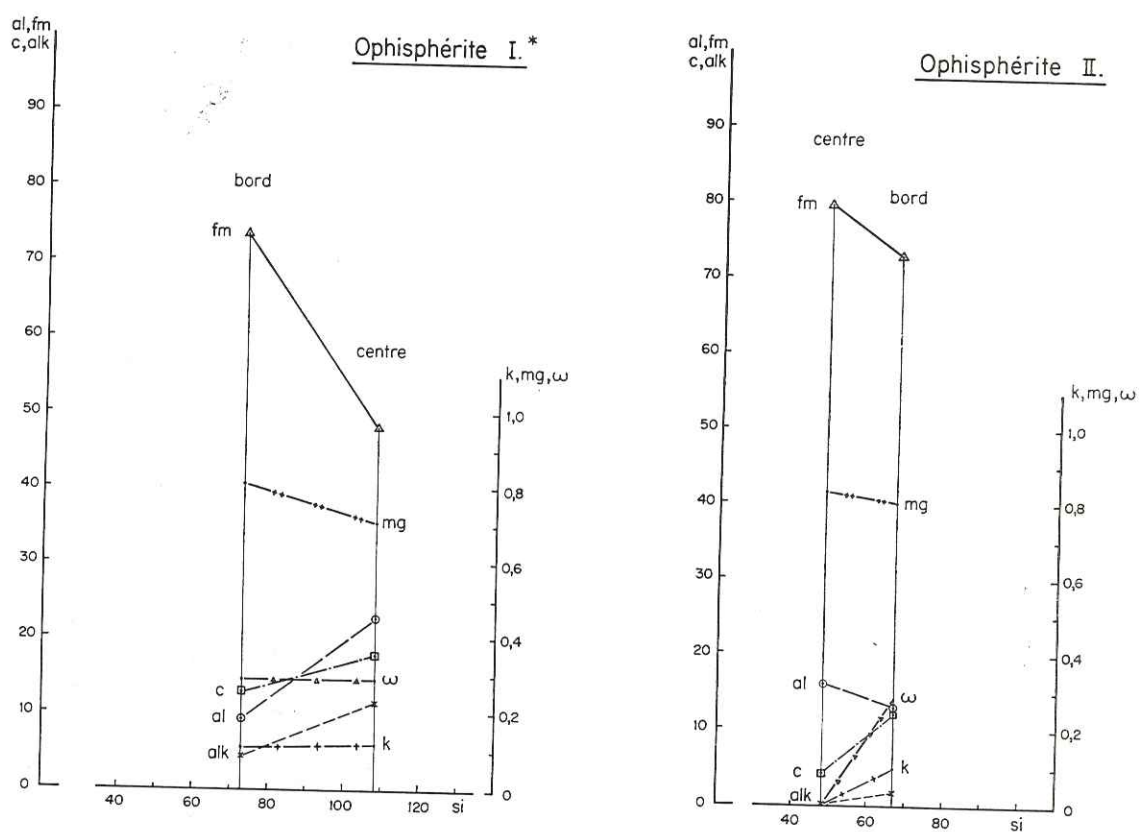 al,fm
c,alk
Ophisphérite I.*
90
80
70
60
50
40
30
20
10
0
bord
fm
centre
mg
c
al
alk
ω
k
k,mg,ω
1,0
0,8
0,6
0,4
0,2
0
40
60
80
100
120
si
al,fm
c,alk
Ophisphérite II.
90
80
70
60
50
40
30
20
10
0
centre
fm
bord
mg
al
c
alk
ω
k
k,mg,ω
1,0
0,8
0,6
0,4
0,2
0
40
60
80
si